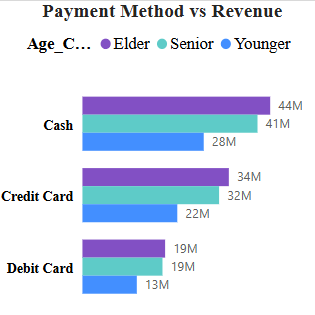 Payment Method vs Revenue
Age_C... Elder Senior Younger
44M
Cash 41M
28M
34M
Credit Card 32M
22M
19M
Debit Card 19M
13M